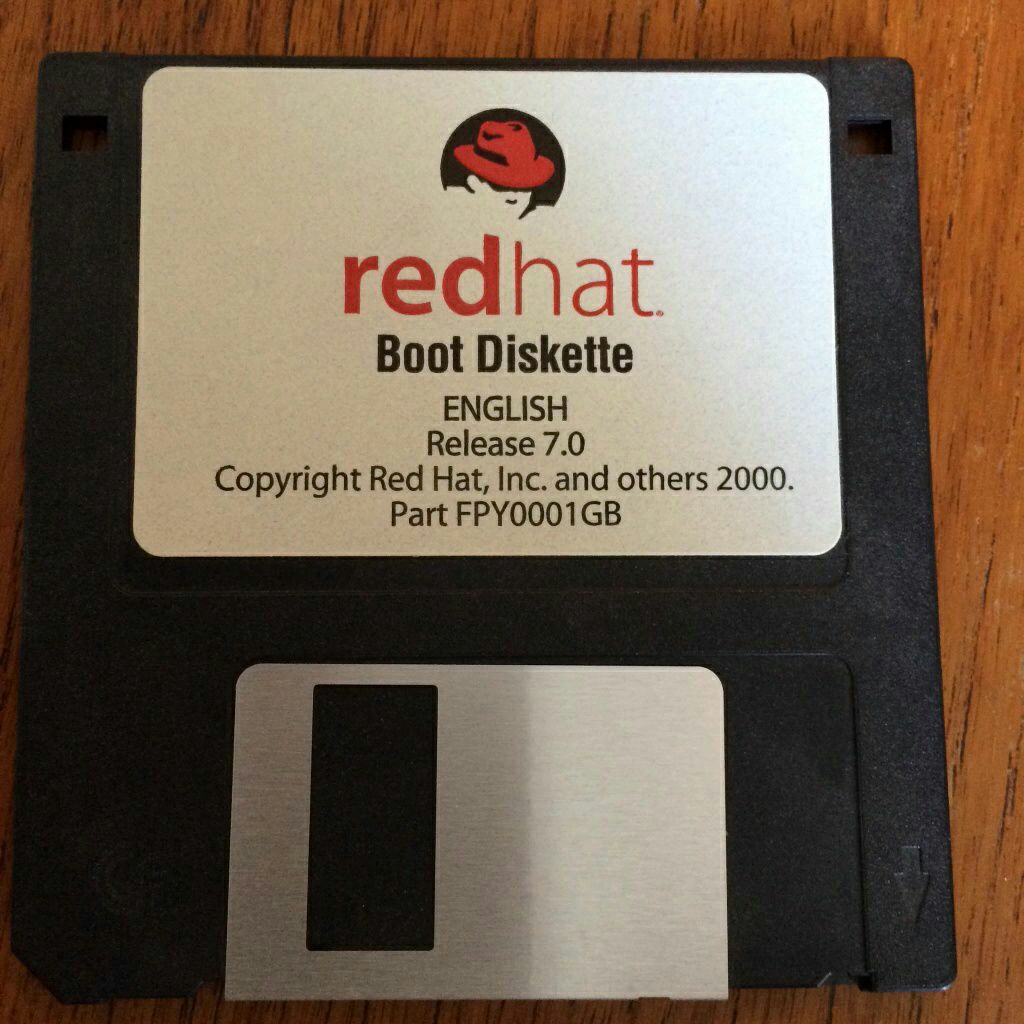 redhat.
Boot Diskette
ENGLISH
Release 7.0
Copyright Red Hat, Inc. and others 2000.
Part FPY0001GB